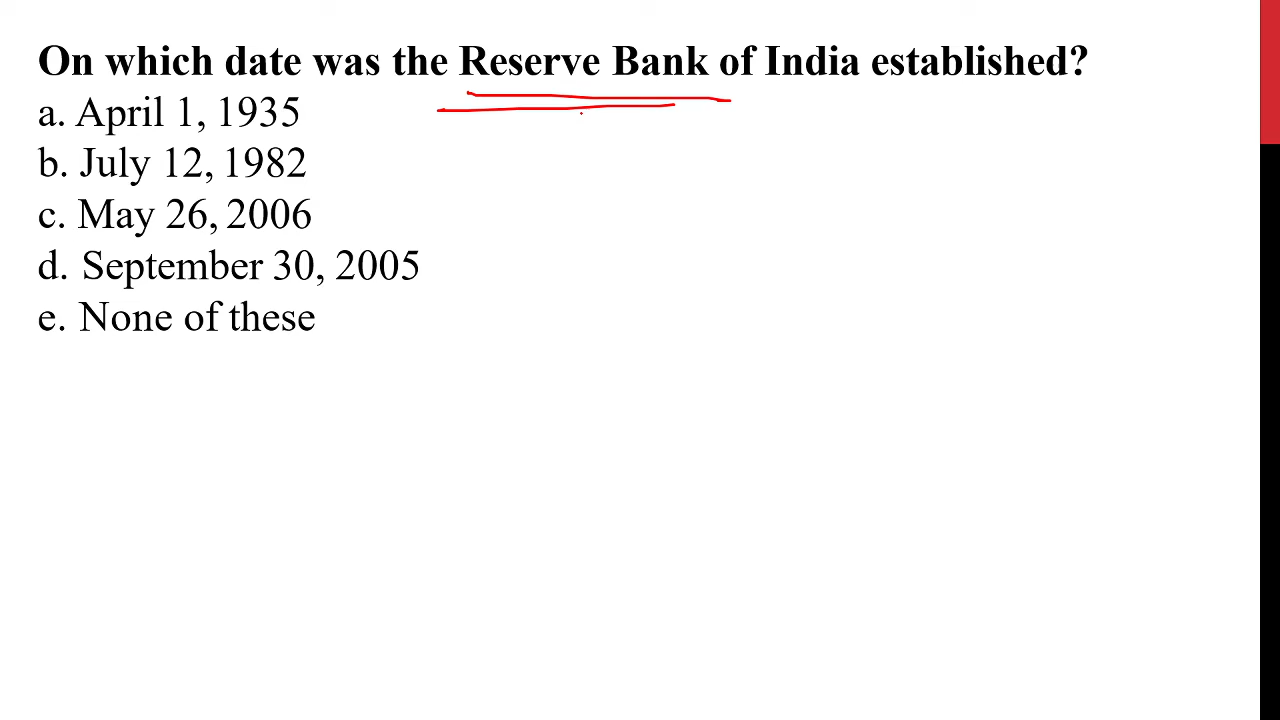 On which date was the Reserve Bank of India established?
a. April 1, 1935
b. July 12, 1982
c. May 26, 2006
d. September 30, 2005
e. None of these